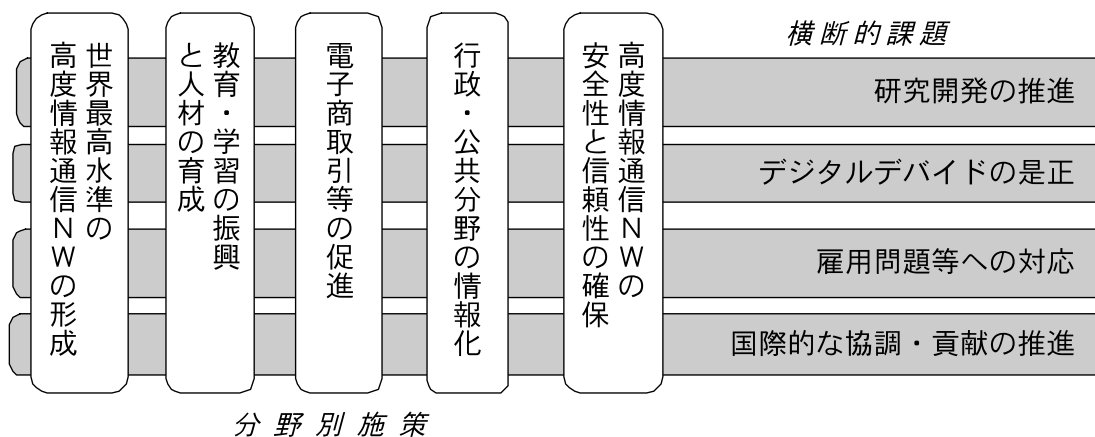 世界最高水準の
高度情報通信ＮＷの形成
教育・学習の振興
と人材の育成
電子商取引等の促進
行政・公共分野の情報化
高度情報通信ＮＷの
安全性と信頼性の確保
横断的課題
研究開発の推進
デジタルデバイドの是正
雇用問題等への対応
国際的な協調・貢献の推進
分野別施策